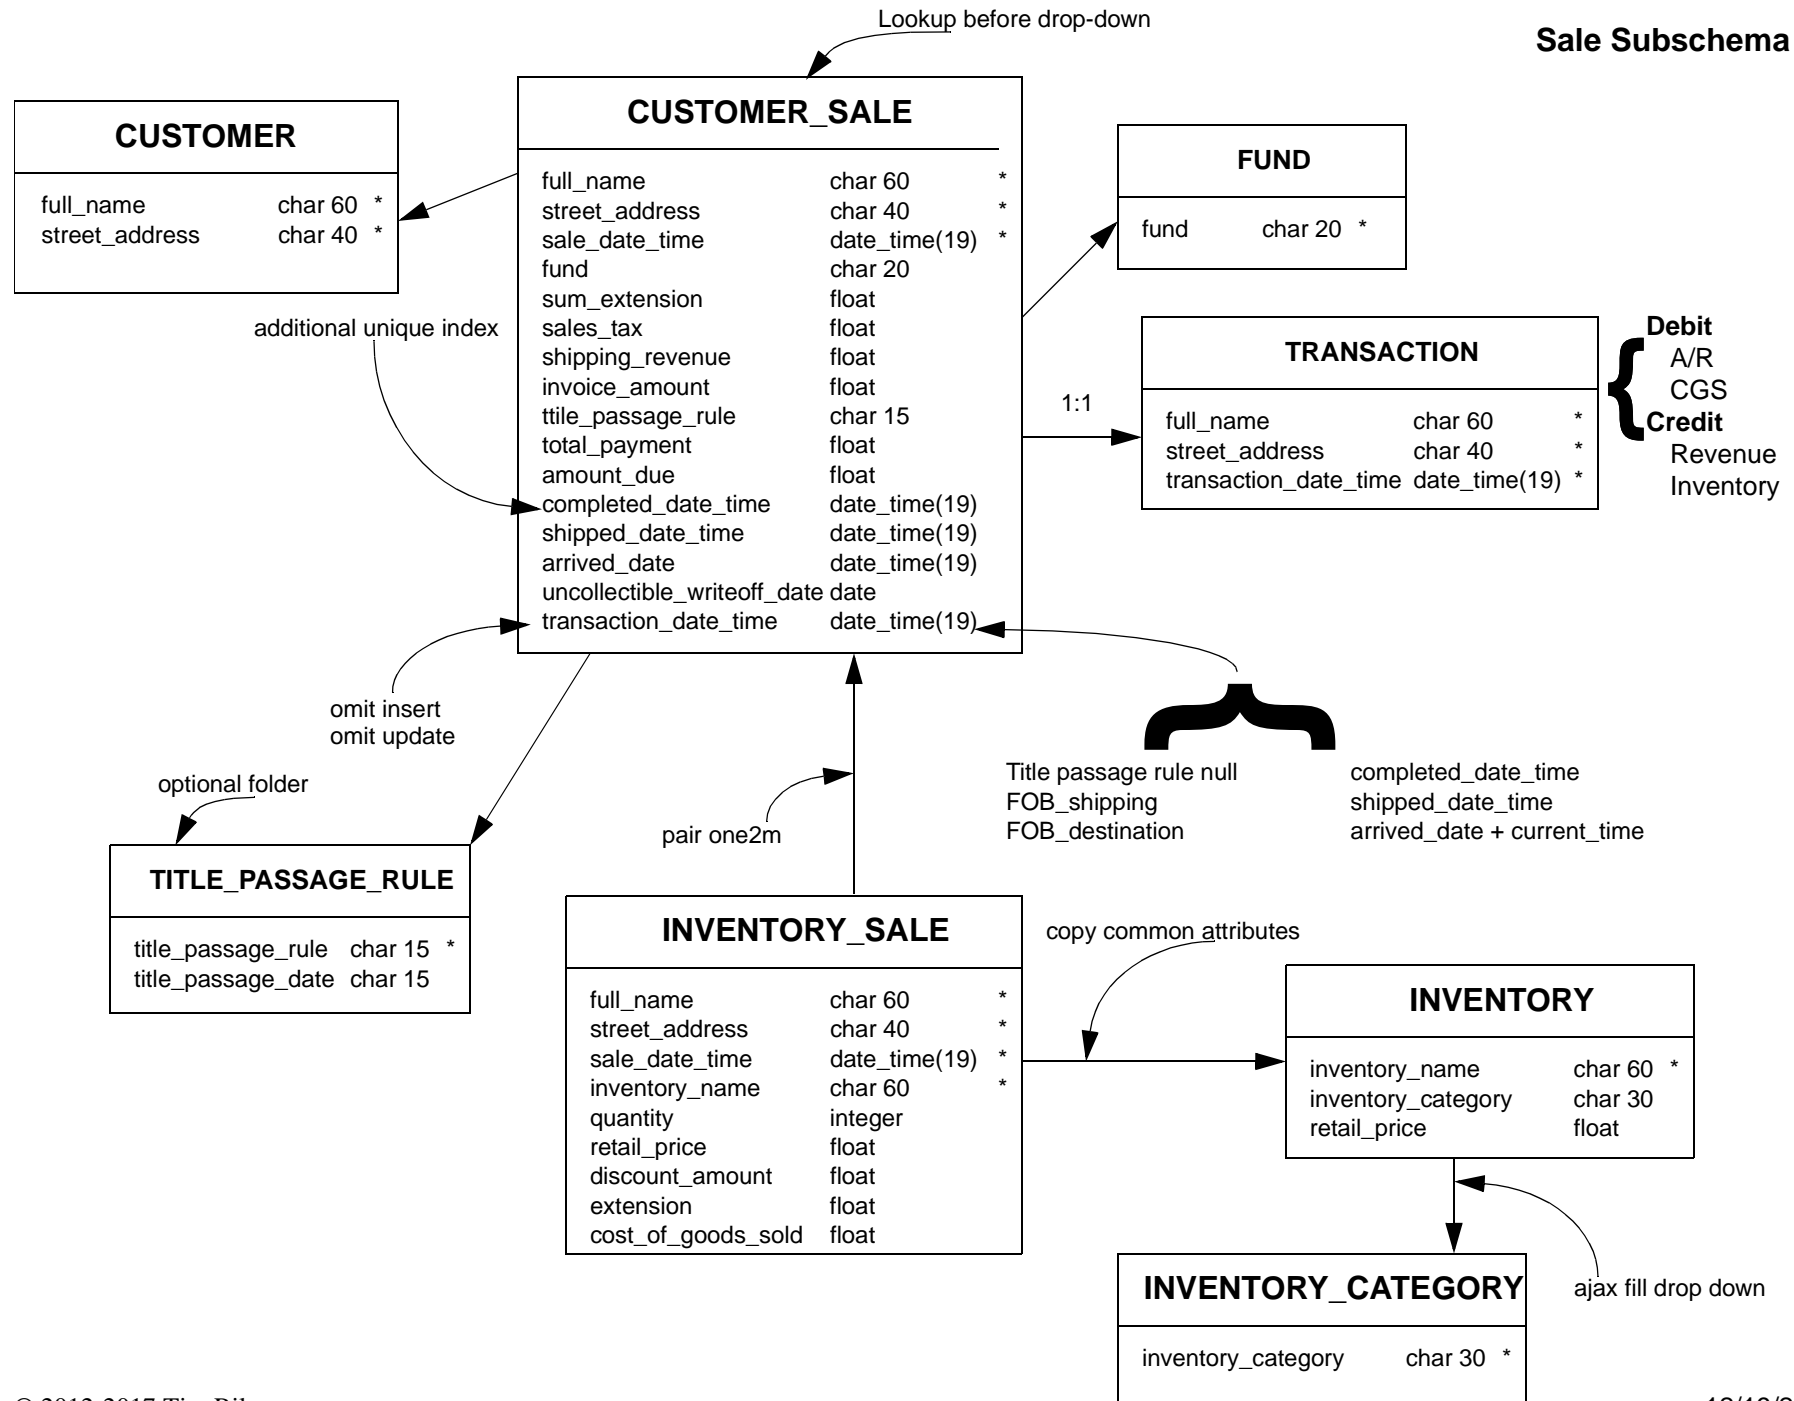 Lookup before drop-down
Sale Subschema
CUSTOMER
full_name char 60 *
street_address char 40 *
CUSTOMER_SALE
full_name char 60 *
street_address char 40 *
sale_date_time date_time(19) *
fund char 20
sum_extension float
sales_tax float
shipping_revenue float
invoice_amount float
ttile_passage_rule char 15
total_payment float
amount_due float
completed_date_time date_time(19)
shipped_date_time date_time(19)
arrived_date date_time(19)
uncollectible_writeoff_date date
transaction_date_time date_time(19)
FUND
fund char 20 *
additional unique index
1:1
TRANSACTION
full_name char 60 *
street_address char 40 *
transaction_date_time date_time(19) *
Debit
A/R
CGS
Credit
Revenue
Inventory
omit insert
omit update
optional folder
pair one2m
Title passage rule null completed_date_time
FOB_shipping shipped_date_time
FOB_destination arrived_date + current_time
TITLE_PASSAGE_RULE
title_passage_rule char 15 *
title_passage_date char 15
INVENTORY_SALE
full_name char 60 *
street_address char 40 *
sale_date_time date_time(19) *
inventory_name char 60 *
quantity integer
retail_price float
discount_amount float
extension float
cost_of_goods_sold float
copy common attributes
INVENTORY
inventory_name char 60 *
inventory_category char 30
retail_price float
ajax fill drop down
INVENTORY_CATEGORY
inventory_category char 30 *